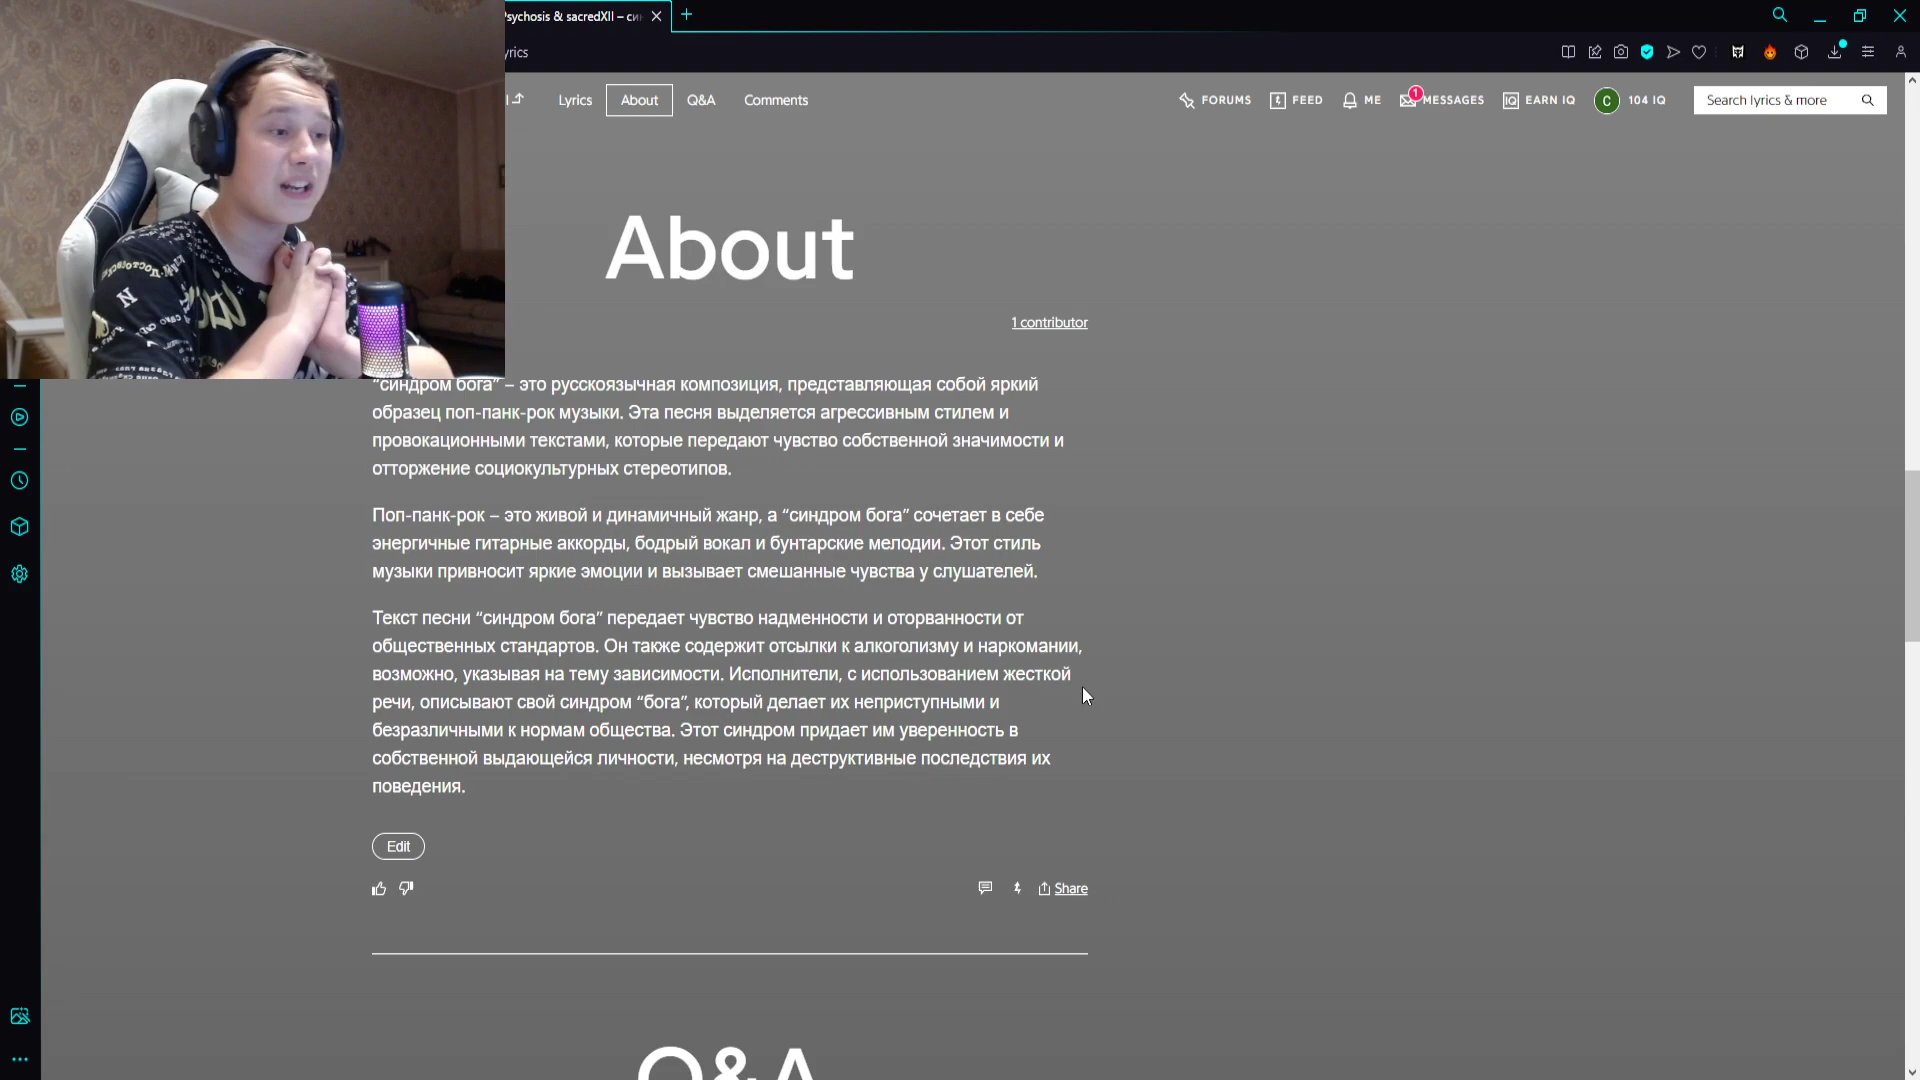 Psychosis & sacredXII – си
yrics
Lyrics
About
Q&A
Comments
FORUMS
FEED
ME
1
MESSAGES
IQ
EARN IQ
C
104 IQ
Search lyrics & more
About
1 contributor
N
“синдром бога” – это русскоязычная композиция, представляющая собой яркий
образец поп-панк-рок музыки. Эта песня выделяется агрессивным стилем и
провокационными текстами, которые передают чувство собственной значимости и
отторжение социокультурных стереотипов.
Поп-панк-рок – это живой и динамичный жанр, а “синдром бога” сочетает в себе
энергичные гитарные аккорды, бодрый вокал и бунтарские мелодии. Этот стиль
музыки привносит яркие эмоции и вызывает смешанные чувства у слушателей.
Текст песни “синдром бога” передает чувство надменности и оторванности от
общественных стандартов. Он также содержит отсылки к алкоголизму и наркомании,
возможно, указывая на тему зависимости. Исполнители, с использованием жесткой
речи, описывают свой синдром “бога”, который делает их неприступными и
безразличными к нормам общества. Этот синдром придает им уверенность в
собственной выдающейся личности, несмотря на деструктивные последствия их
поведения.
Edit
Share
Q&A